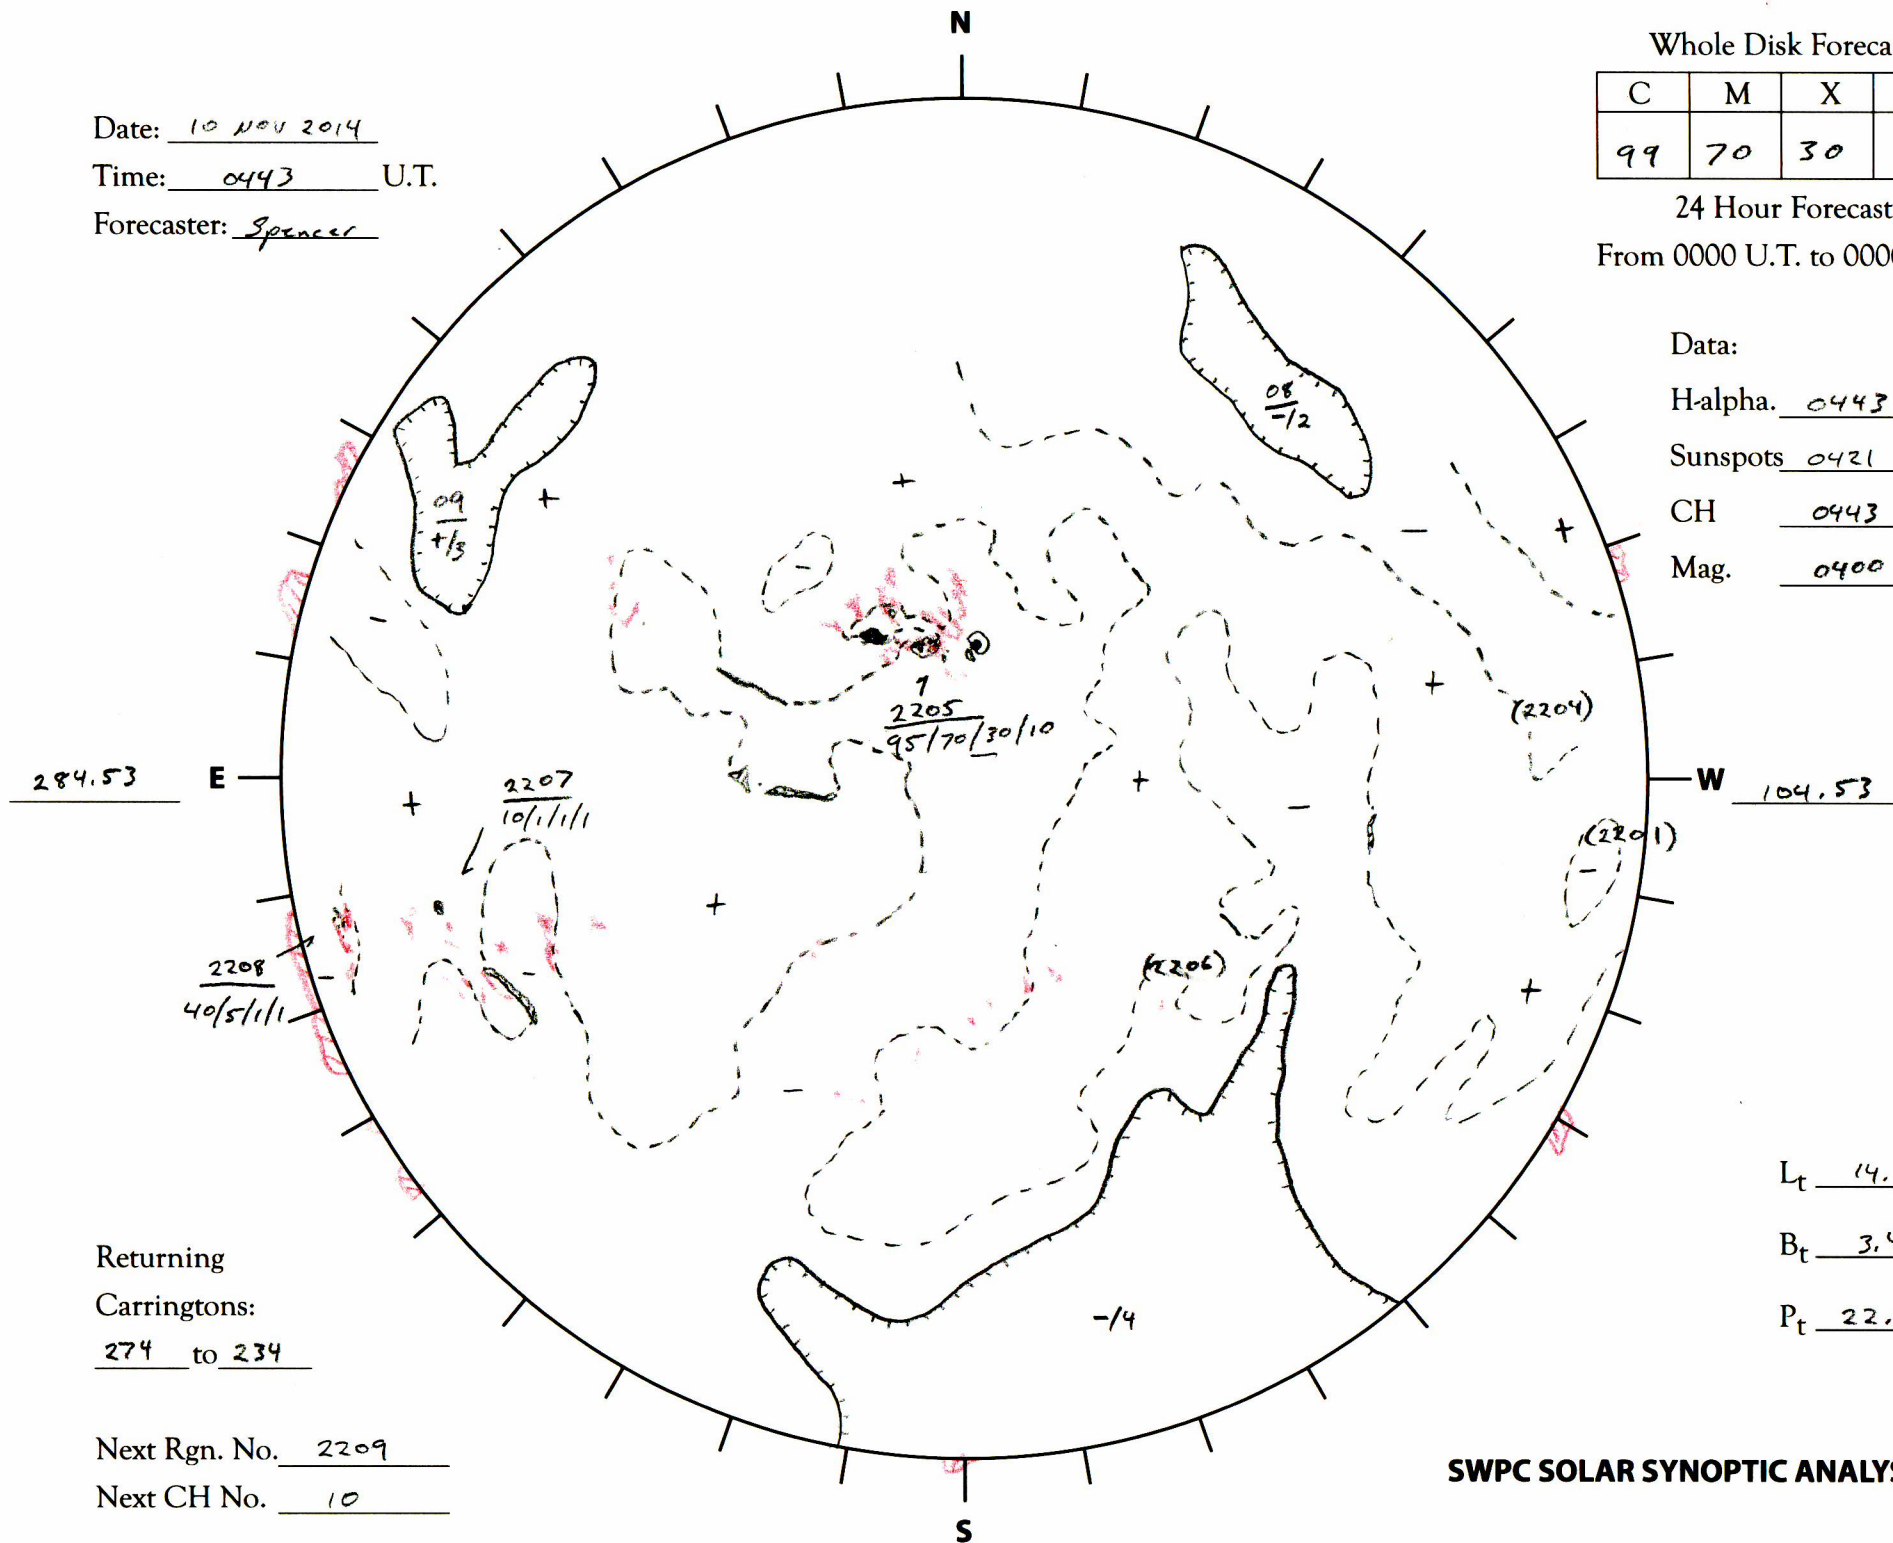 N
Whole Disk Foreca
C M X
99 70 30
24 Hour Forecast
From 0000 U.T. to 000
Date: 10 NOV 2014
Time: 0443 U.T.
Forecaster: Spencer
Data:
H-alpha. 0443
Sunspots 0421
CH 0443
Mag. 0400
08
-/2
09
+/3
+
+
-
+
-
-
+
(2204)
2205
95/70/30/10
284.53 E
W 104.53
2207
10/1/1/1
+
+
-
(2201)
-
+
2208
40/5/1/1
-
-
(2206)
+
-
-/4
Lt 14.
Bt 3.
Pt 22.
Returning
Carringtons:
274 to 234
Next Rgn. No. 2209
Next CH No. 10
SWPC SOLAR SYNOPTIC ANALYS
S